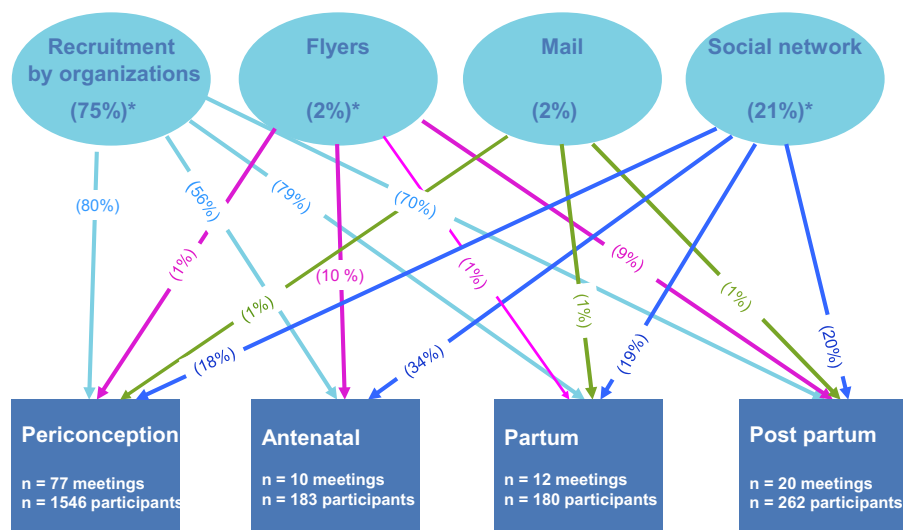 Recruitment
by organizations
(75%)*
Flyers
(2%)*
Mail
(2%)
Social network
(21%)*
(80%)
(56%)
(79%)
(70%)
(1%)
(10 %)
(1%)
(9%)
(1%)
(1%)
(1%)
(18%)
(34%)
(19%)
(20%)
Periconception
n = 77 meetings
n = 1546 participants
Antenatal
n = 10 meetings
n = 183 participants
Partum
n = 12 meetings
n = 180 participants
Post partum
n = 20 meetings
n = 262 participants